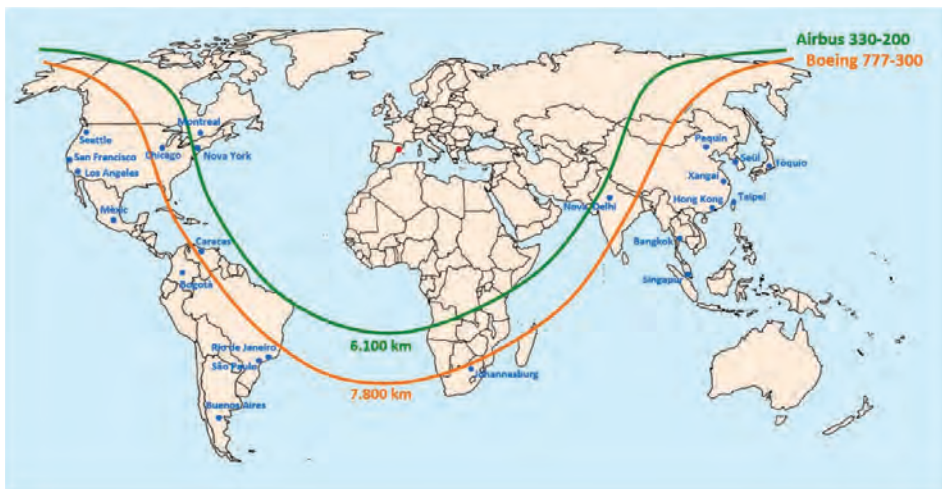 Airbus 330-200
Boeing 777-300
Montreal
Seattle
Chicago
Nova York
San Francisco
Los Angeles
Mèxic
Caracas
Bogotà
Rio de Janeiro
São Paulo
Buenos Aires
6.100 km
7.800 km
Johannesburg
Nova Delhi
Pequín
Seül
Tòquio
Xangai
Hong Kong
Taipei
Bangkok
Singapur